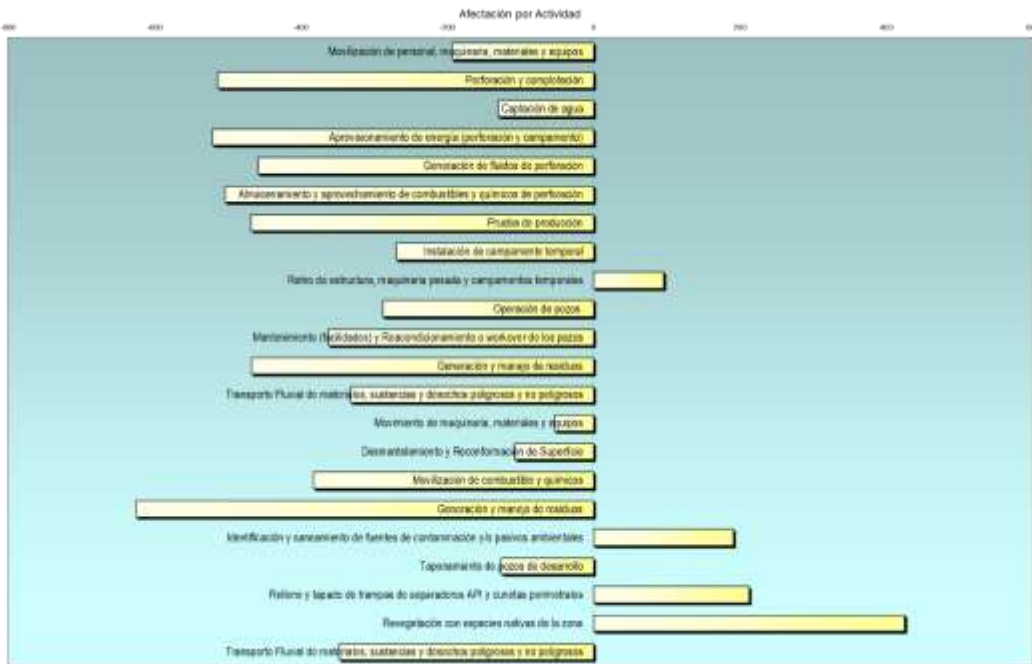 Afectación por Actividad
-800 -600 -400 -200 0 200 400 600
Movilización de personal, maquinaria, materiales y equipos
Perforación y completación
Captación de agua
Aprovisionamiento de energía (perforación y campamento)
Generación de fluidos de perforación
Almacenamiento y aprovechamiento de combustibles y químicos de perforación
Prueba de producción
Instalación de campamento temporal
Retiro de estructura, maquinaria pesada y campamentos temporales
Operación de pozos
Mantenimiento (facilidades) y Reacondicionamiento o workover de los pozos
Generación y manejo de residuos
Transporte Fluvial de materiales, sustancias y desechos peligrosos y no peligrosos
Movimiento de maquinaria, materiales y equipos
Desmantelamiento y Reconformación de Superficie
Movilización de combustible y químicos
Generación y manejo de residuos
Identificación y saneamiento de fuentes de contaminación y/o pasivos ambientales
Taponamiento de pozos de desarrollo
Relleno y tapado de trampas de separadores API y cunetas perimetrales
Revegetación con especies nativas de la zona
Transporte Fluvial de materiales, sustancias y desechos peligrosos y no peligrosos